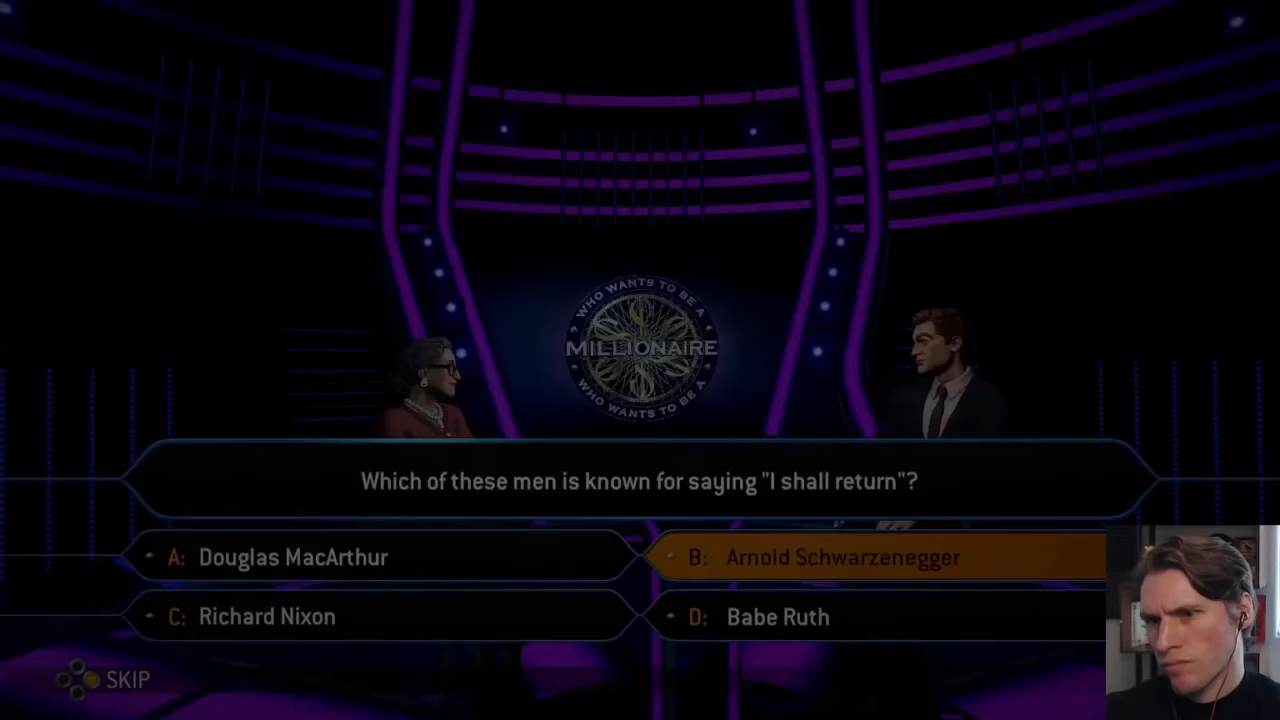 WHO WANTS TO BE A
MILLIONAIRE
WHO WANTS TO BE A
Which of these men is known for saying "I shall return"?
A: Douglas MacArthur
B: Arnold Schwarzenegger
C: Richard Nixon
D: Babe Ruth
SKIP